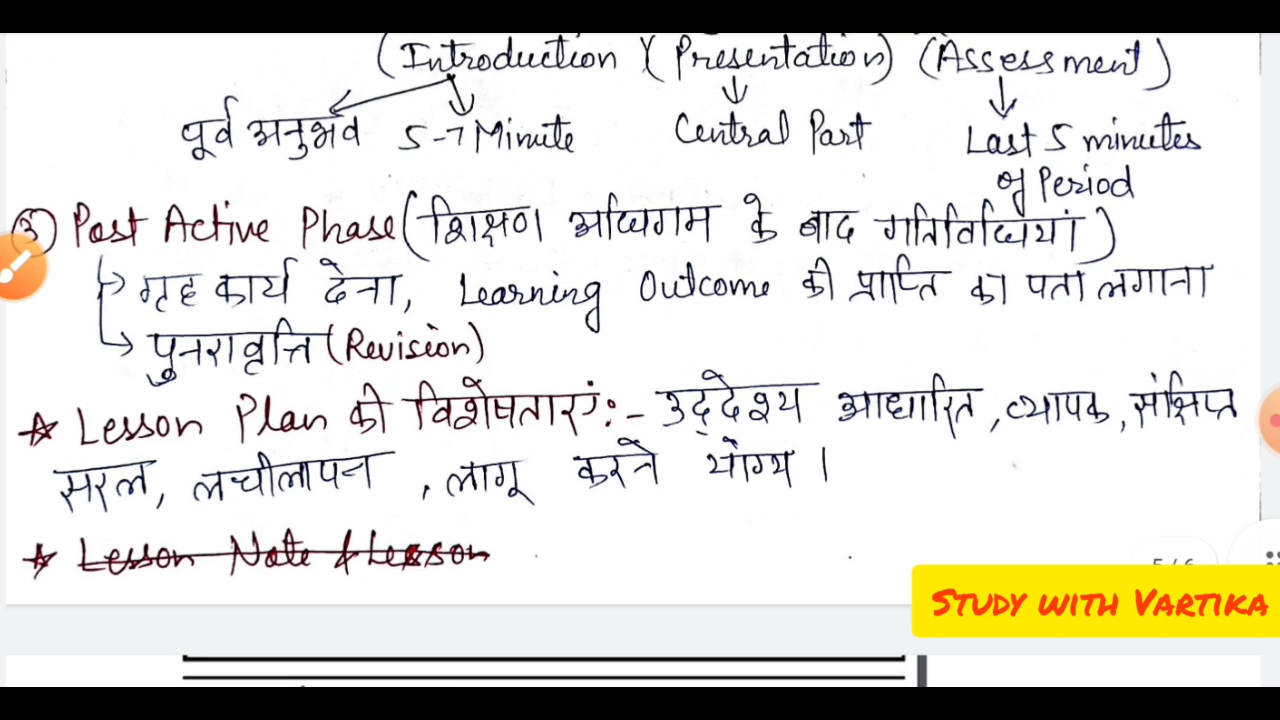 (Introduction) (Presentation) (Assessment)
पूर्व अनुभव 5-7 Minute Central Part Last 5 minutes of Period
③ Post Active Phase (शिक्षण अधिगम के बाद गतिविधियां)
गृह कार्य देना, Learning Outcome की प्राप्ति का पता लगाना
पुनरावृत्ति (Revision)
☆ Lesson Plan की विशेषताएं:- उद्देश्य आधारित, व्यापक, संक्षिप्त
सरल, लचीलापन, लागू करने योग्य।
☆ Lesson Note & Lesson
STUDY WITH VARTIKA